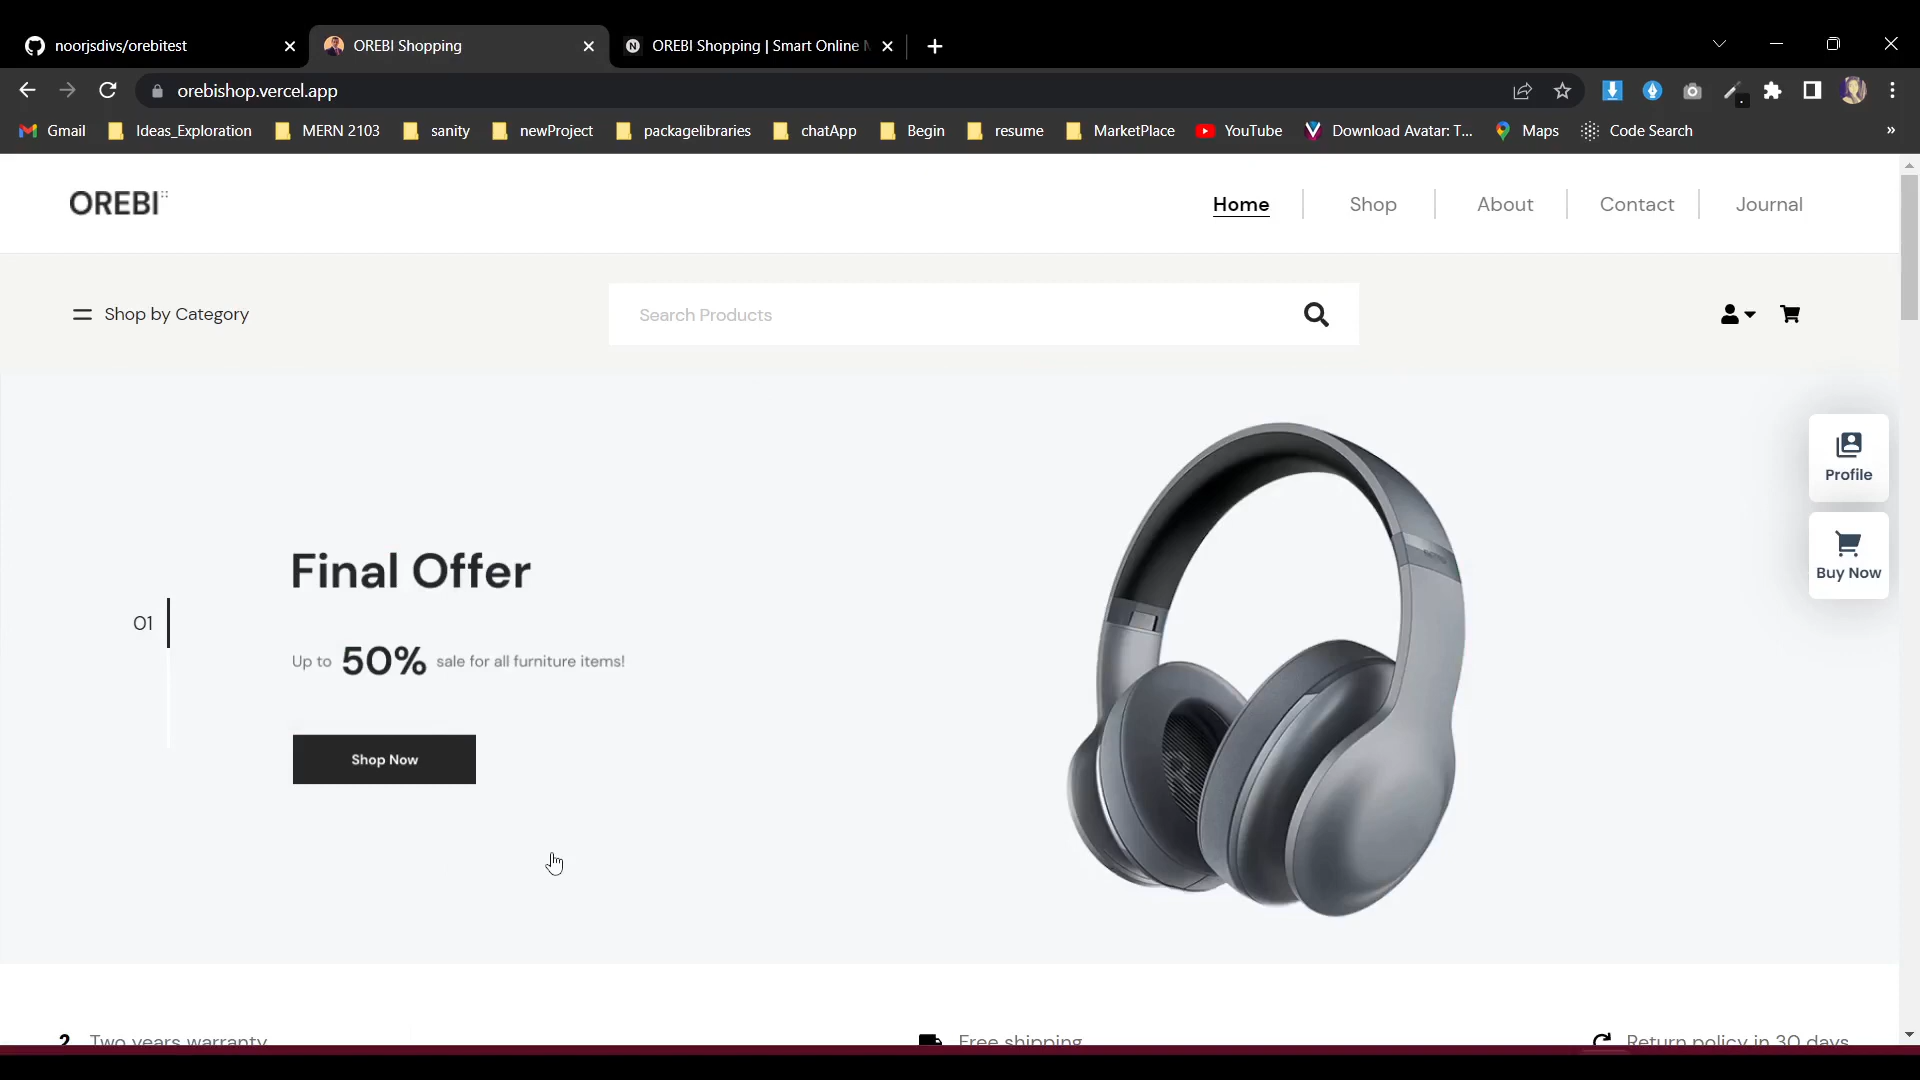 noorjsdivs/orebitest
OREBI Shopping
OREBI Shopping | Smart Online
orebishop.vercel.app
Gmail
Ideas_Exploration
MERN 2103
sanity
newProject
packagelibraries
chatApp
Begin
resume
MarketPlace
YouTube
Download Avatar: T...
Maps
Code Search
»
OREBI
Home
Shop
About
Contact
Journal
Shop by Category
Search Products
Profile
Buy Now
Final Offer
01
Up to 50% sale for all furniture items!
Shop Now
2 Two years warranty
Free shipping
Return policy in 30 days